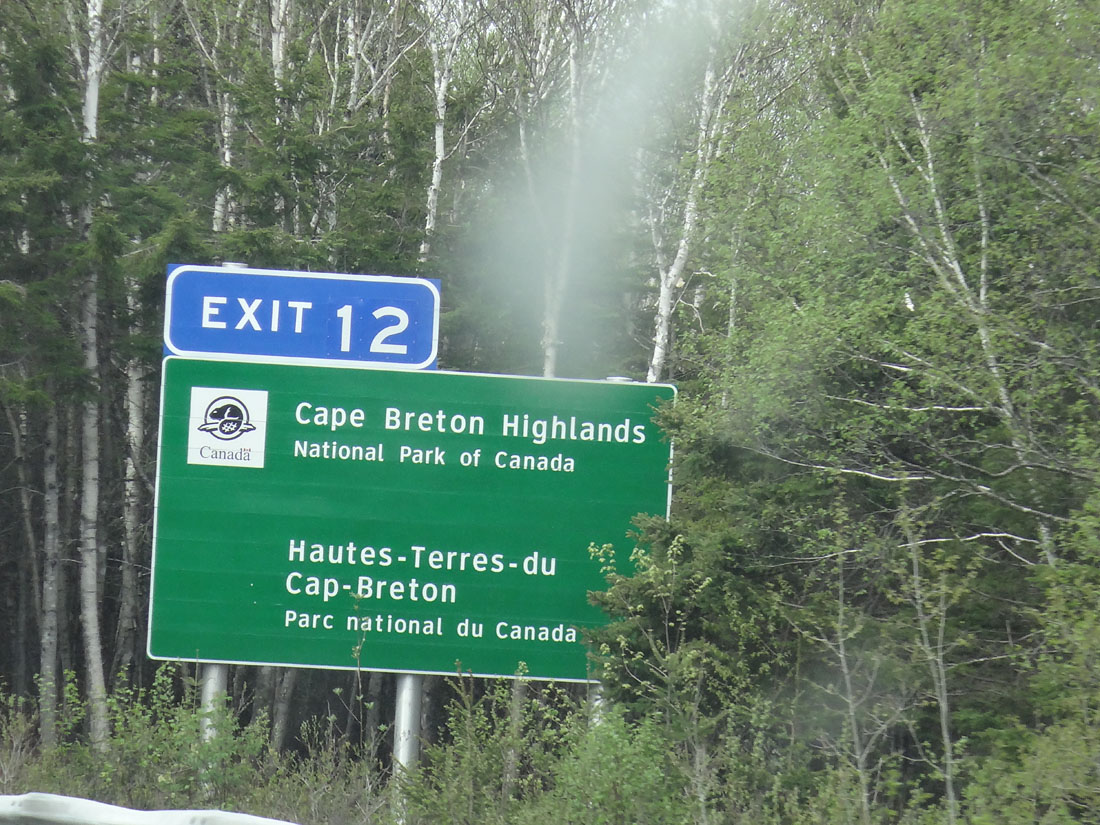 EXIT 12
Canada
Cape Breton Highlands
National Park of Canada
Hautes-Terres-du
Cap-Breton
Parc national du Canada